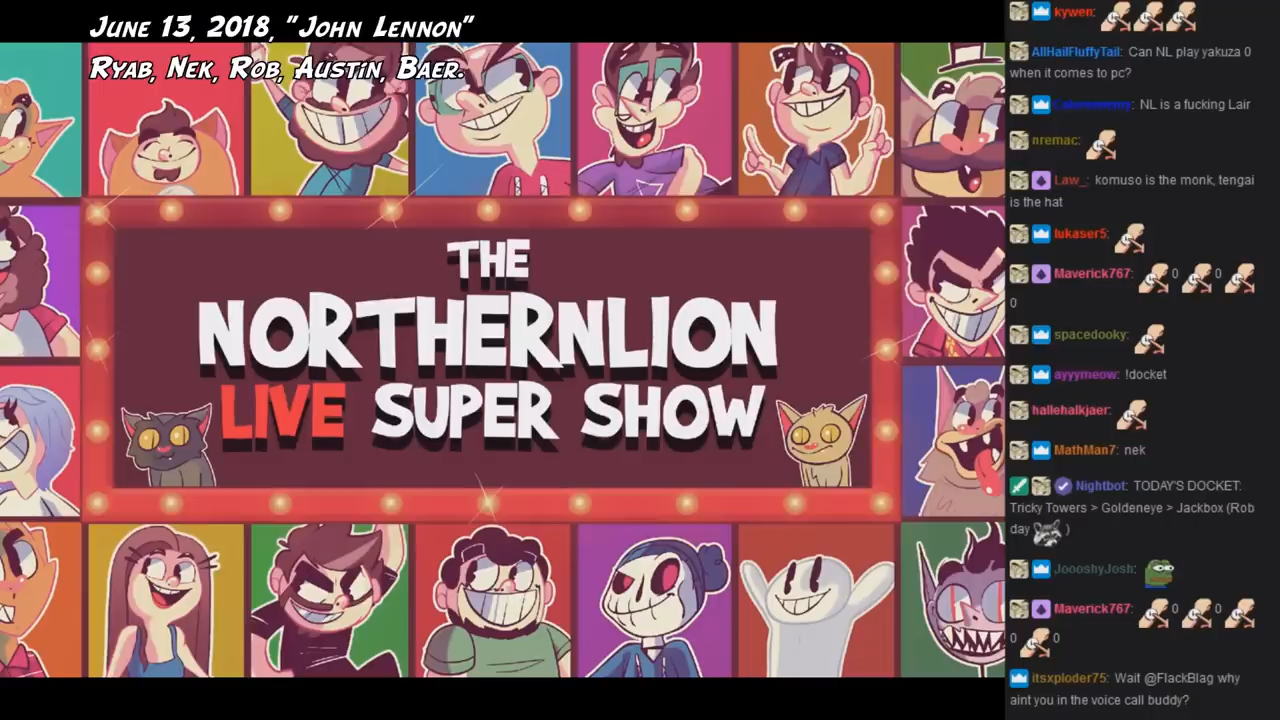 June 13, 2018, "John Lennon"
Ryab, Nek, Rob, Austin, Baer.
THE
NORTHERNLION
LIVE SUPER SHOW
kywen:
AllHailFluffyTail: Can NL play yakuza 0
when it comes to pc?
NL is a fucking Lair
nremac:
Law_: komuso is the monk, tengai
is the hat
lukaser5:
Maverick767: 0 0
0
spacedooky:
ayyymeow: !docket
hallehalkjaer:
MathMan7: nek
Nightbot: TODAY'S DOCKET:
Tricky Towers > Goldeneye > Jackbox (Rob
day )
JoooshyJosh:
Maverick767: 0 0
0 0
itsxploder75: Wait @FlackBlag why
aint you in the voice call buddy?